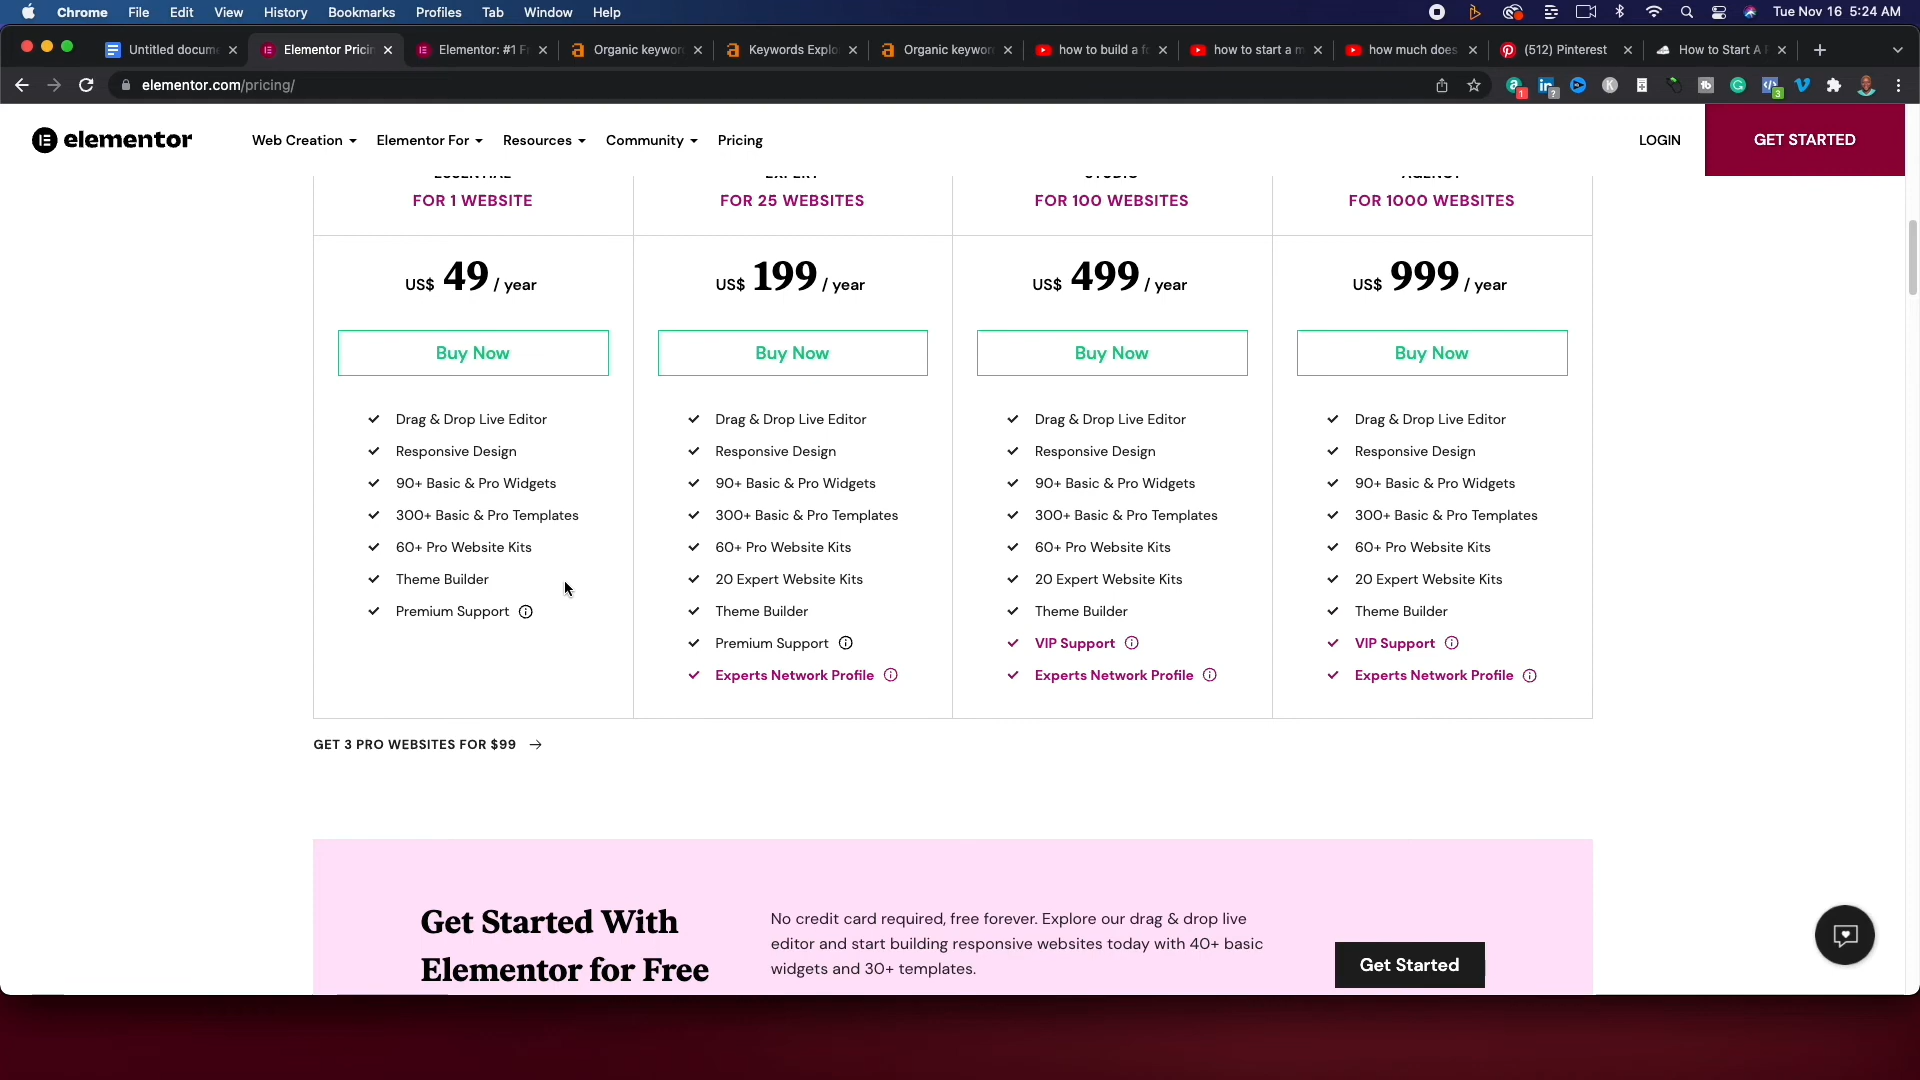 Chrome File Edit View History Bookmarks Profiles Tab Window Help Tue Nov 16 5:24 AM
Untitled docume Elementor Pricin Elementor: #1 F Organic keywor Keywords Explo Organic keywor how to build a f how to start a m how much does (512) Pinterest How to Start A
elementor.com/pricing/ 1 ? 3
elementor Web Creation Elementor For Resources Community Pricing LOGIN GET STARTED
FOR 1 WEBSITE FOR 25 WEBSITES FOR 100 WEBSITES FOR 1000 WEBSITES
US$ 49 / year US$ 199 / year US$ 499 / year US$ 999 / year
Buy Now Buy Now Buy Now Buy Now
Drag & Drop Live Editor Drag & Drop Live Editor Drag & Drop Live Editor Drag & Drop Live Editor
Responsive Design Responsive Design Responsive Design Responsive Design
90+ Basic & Pro Widgets 90+ Basic & Pro Widgets 90+ Basic & Pro Widgets 90+ Basic & Pro Widgets
300+ Basic & Pro Templates 300+ Basic & Pro Templates 300+ Basic & Pro Templates 300+ Basic & Pro Templates
60+ Pro Website Kits 60+ Pro Website Kits 60+ Pro Website Kits 60+ Pro Website Kits
Theme Builder 20 Expert Website Kits 20 Expert Website Kits 20 Expert Website Kits
Premium Support Theme Builder Theme Builder Theme Builder
Premium Support VIP Support VIP Support
Experts Network Profile Experts Network Profile Experts Network Profile
GET 3 PRO WEBSITES FOR $99 →
Get Started With
Elementor for Free
No credit card required, free forever. Explore our drag & drop live
editor and start building responsive websites today with 40+ basic
widgets and 30+ templates.
Get Started